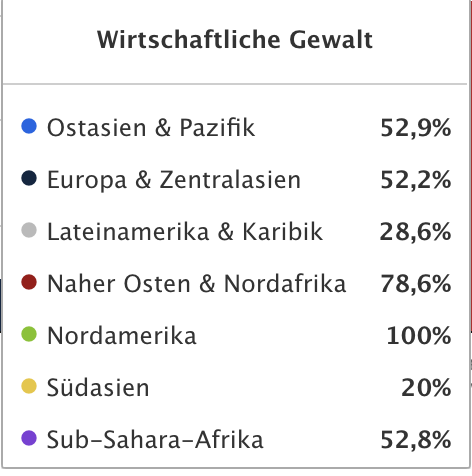 Wirtschaftliche Gewalt
Ostasien & Pazifik 52,9%
Europa & Zentralasien 52,2%
Lateinamerika & Karibik 28,6%
Naher Osten & Nordafrika 78,6%
Nordamerika 100%
Südasien 20%
Sub-Sahara-Afrika 52,8%